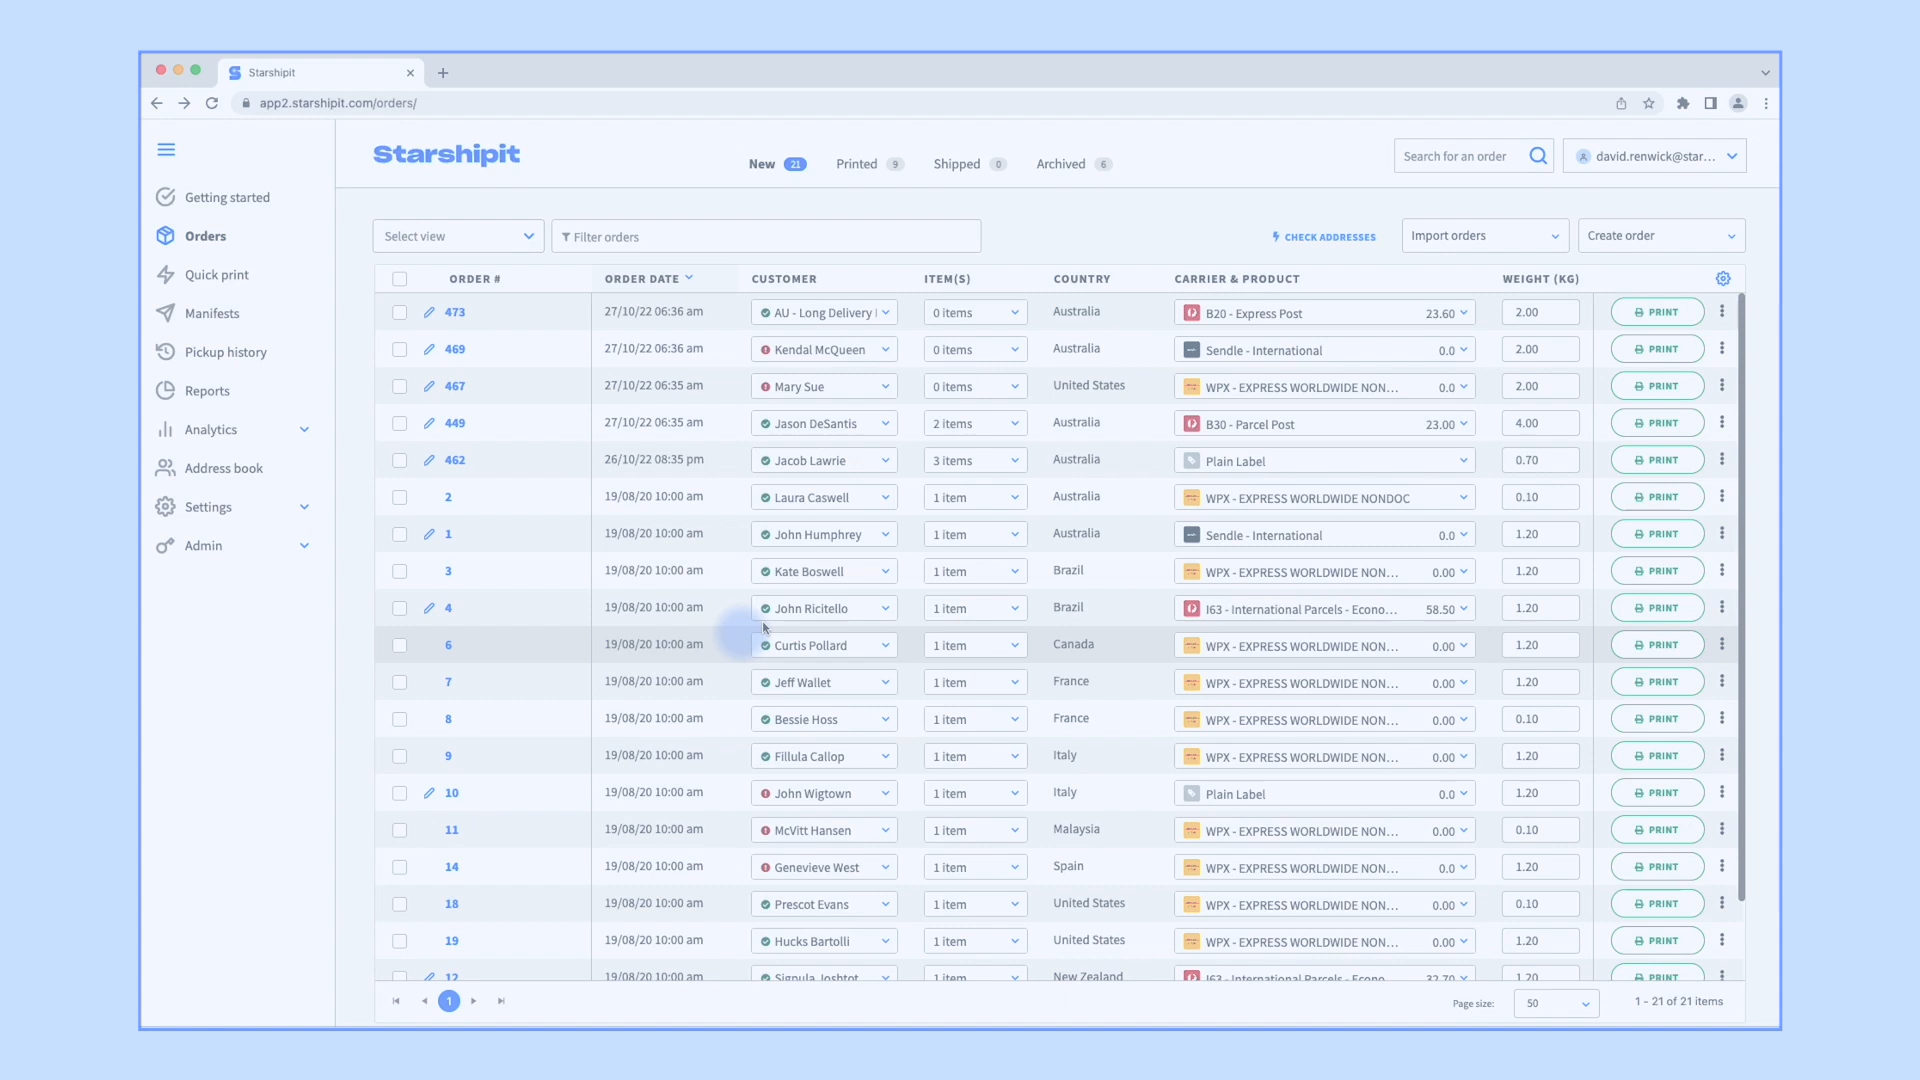 Starshipit
app2.starshipit.com/orders/
Starshipit
New 21 Printed 9 Shipped 0 Archived 6
Search for an order
david.renwick@star...
Getting started
Orders
Quick print
Manifests
Pickup history
Reports
Analytics
Address book
Settings
Admin
Select view Filter orders CHECK ADDRESSES Import orders Create order
ORDER # ORDER DATE CUSTOMER ITEM(S) COUNTRY CARRIER & PRODUCT WEIGHT (KG)
473 27/10/22 06:36 am AU - Long Delivery 0 items Australia B20 - Express Post 23.60 2.00 PRINT
469 27/10/22 06:36 am Kendal McQueen 0 items Australia Sendle - International 0.0 2.00 PRINT
467 27/10/22 06:35 am Mary Sue 0 items United States WPX - EXPRESS WORLDWIDE NON... 0.0 2.00 PRINT
449 27/10/22 06:35 am Jason DeSantis 2 items Australia B30 - Parcel Post 23.00 4.00 PRINT
462 26/10/22 08:35 pm Jacob Lawrie 3 items Australia Plain Label 0.70 PRINT
2 19/08/20 10:00 am Laura Caswell 1 item Australia WPX - EXPRESS WORLDWIDE NONDOC 0.10 PRINT
1 19/08/20 10:00 am John Humphrey 1 item Australia Sendle - International 0.0 1.20 PRINT
3 19/08/20 10:00 am Kate Boswell 1 item Brazil WPX - EXPRESS WORLDWIDE NON... 0.00 1.20 PRINT
4 19/08/20 10:00 am John Ricitello 1 item Brazil I63 - International Parcels - Econo... 58.50 1.20 PRINT
6 19/08/20 10:00 am Curtis Pollard 1 item Canada WPX - EXPRESS WORLDWIDE NON... 0.00 1.20 PRINT
7 19/08/20 10:00 am Jeff Wallet 1 item France WPX - EXPRESS WORLDWIDE NON... 0.00 1.20 PRINT
8 19/08/20 10:00 am Bessie Hoss 1 item France WPX - EXPRESS WORLDWIDE NON... 0.00 0.10 PRINT
9 19/08/20 10:00 am Fillula Callop 1 item Italy WPX - EXPRESS WORLDWIDE NON... 0.00 1.20 PRINT
10 19/08/20 10:00 am John Wigtown 1 item Italy Plain Label 0.0 1.20 PRINT
11 19/08/20 10:00 am McVitt Hansen 1 item Malaysia WPX - EXPRESS WORLDWIDE NON... 0.00 0.10 PRINT
14 19/08/20 10:00 am Genevieve West 1 item Spain WPX - EXPRESS WORLDWIDE NON... 0.0 1.20 PRINT
18 19/08/20 10:00 am Prescot Evans 1 item United States WPX - EXPRESS WORLDWIDE NON... 0.00 0.10 PRINT
19 19/08/20 10:00 am Hucks Bartolli 1 item United States WPX - EXPRESS WORLDWIDE NON... 0.00 1.20 PRINT
12 19/08/20 10:00 am 1 item New Zealand I63 - International Parcels - Econo... 32.70 1.20 PRINT
1 Page size: 50 1 - 21 of 21 items